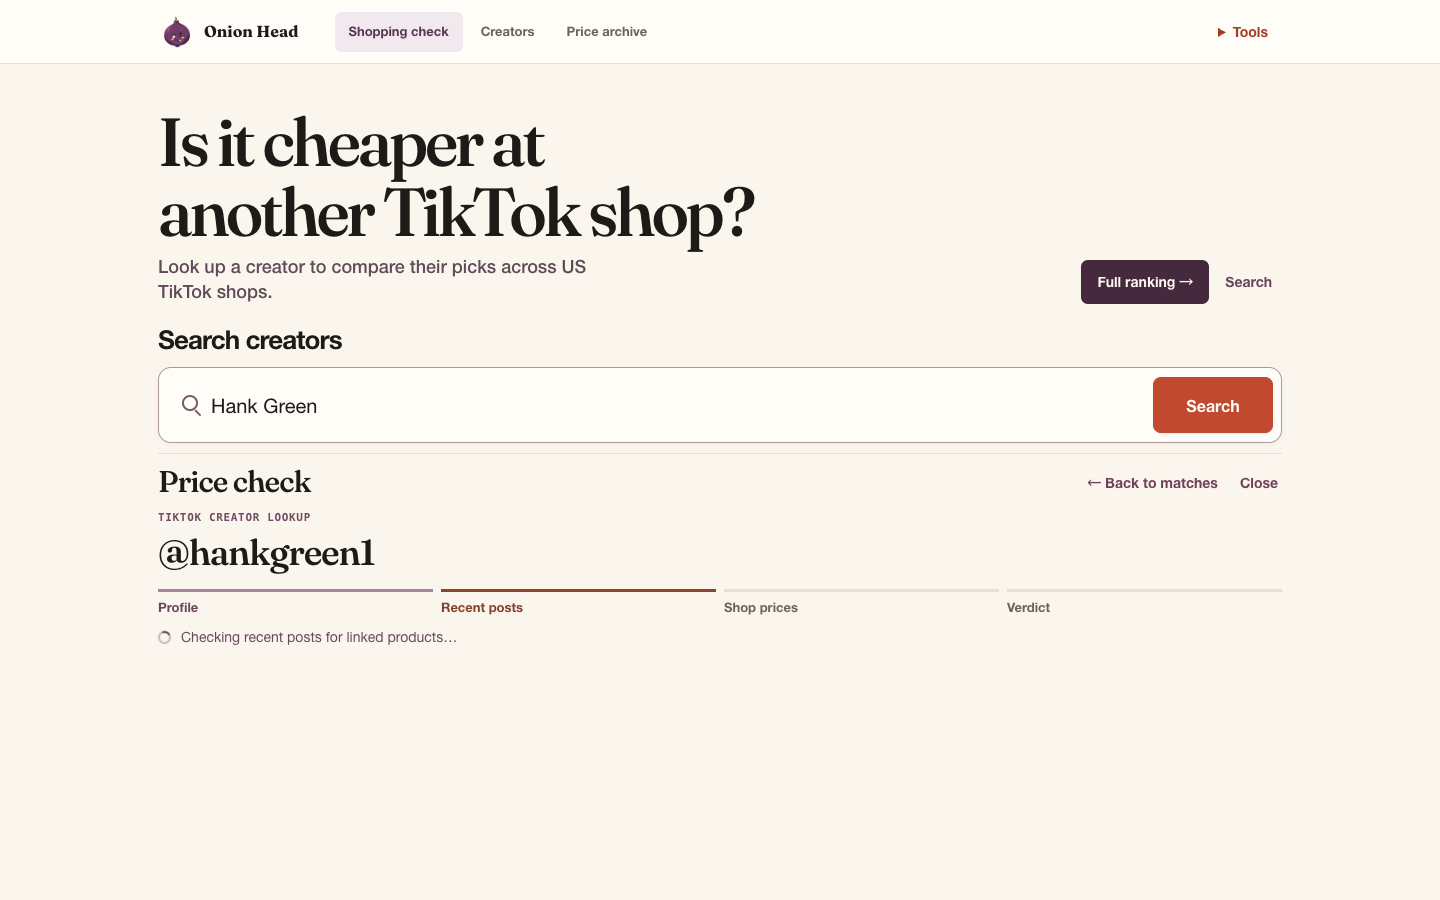 Onion Head
Shopping check
Creators
Price archive
▶ Tools
Is it cheaper at
another TikTok shop?
Look up a creator to compare their picks across US
TikTok shops.
Full ranking →
Search
Search creators
Hank Green
Search
Price check
← Back to matches
Close
TIKTOK CREATOR LOOKUP
@hankgreen1
Profile
Recent posts
Shop prices
Verdict
Checking recent posts for linked products…